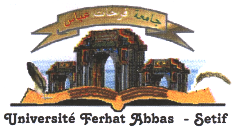 جامعة فرحات عباس
Université Ferhat Abbas - Setif